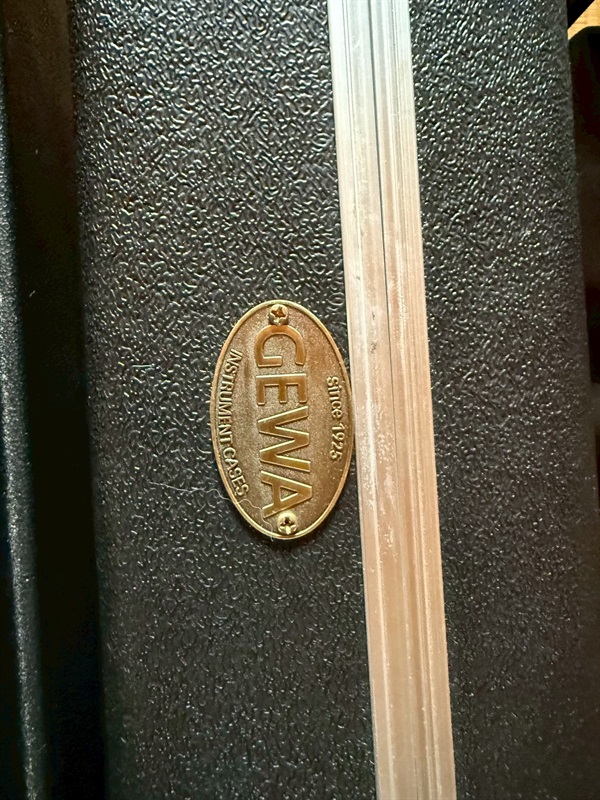 Since 1925
GEWA
INSTRUMENT CASES